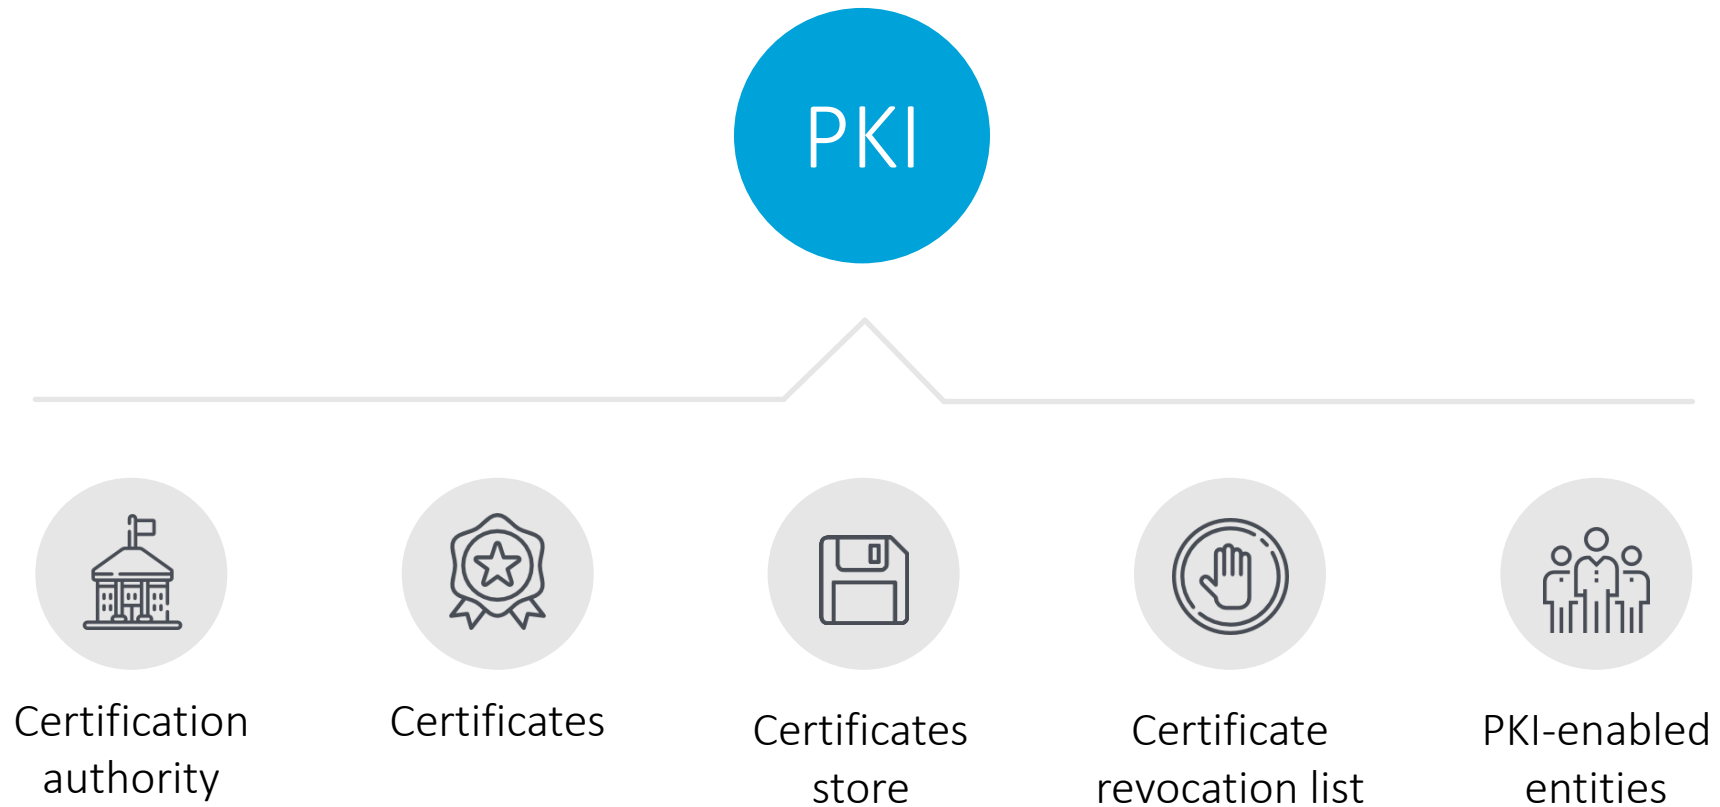 PKI
Certification
authority
Certificates
Certificates
store
Certificate
revocation list
PKI-enabled
entities